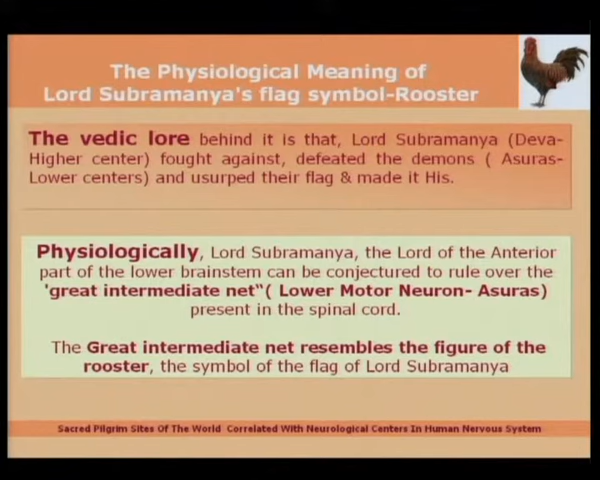 The Physiological Meaning of
Lord Subramanya's flag symbol-Rooster
The vedic lore behind it is that, Lord Subramanya (Deva-
Higher center) fought against, defeated the demons ( Asuras-
Lower centers) and usurped their flag & made it His.
Physiologically, Lord Subramanya, the Lord of the Anterior
part of the lower brainstem can be conjectured to rule over the
'great intermediate net"( Lower Motor Neuron- Asuras)
present in the spinal cord.
The Great intermediate net resembles the figure of the
rooster, the symbol of the flag of Lord Subramanya
Sacred Pilgrim Sites Of The World Correlated With Neurological Centers In Human Nervous System